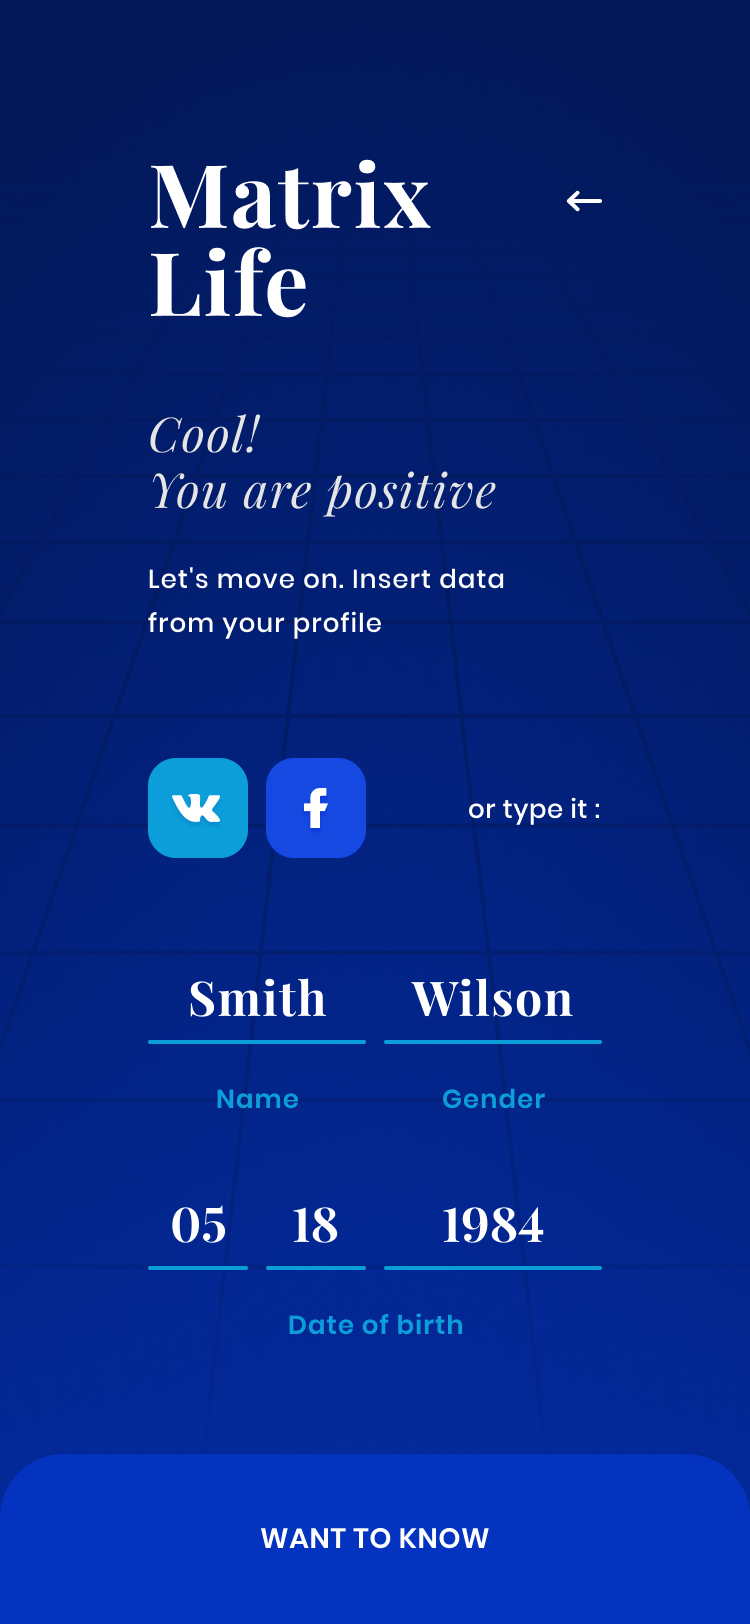 Matrix
Life
Cool!
You are positive
Let's move on. Insert data
from your profile
or type it :
Smith Wilson
Name Gender
05 18 1984
Date of birth
WANT TO KNOW